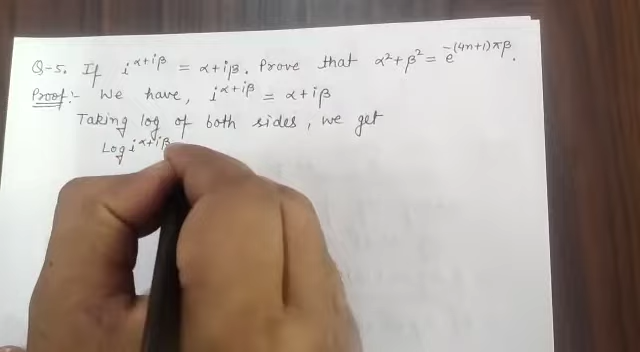 Q-5. If i^α+iβ = α+iβ. Prove that α²+β² = e^-(4n+1)πβ.
Proof:- We have, i^α+iβ = α+iβ
Taking log of both sides, we get
Log i^α+iβ